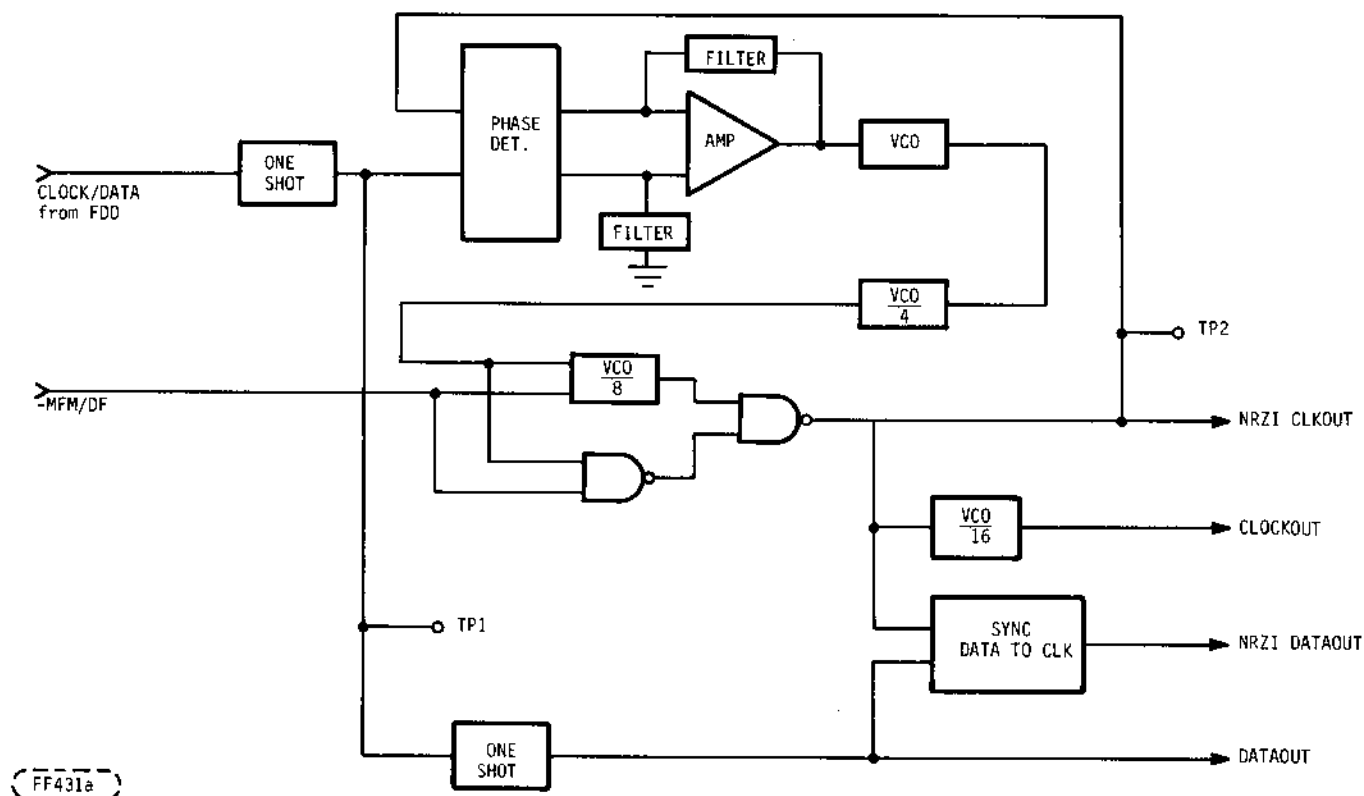 FILTER
PHASE
DET.
AMP
VCO
ONE
SHOT
CLOCK/DATA
from FDD
FILTER
VCO
4
TP2
VCO
8
-MFM/DF
NRZI CLKOUT
VCO
16
CLOCKOUT
TP1
SYNC
DATA TO CLK
NRZI DATAOUT
ONE
SHOT
DATAOUT
FF431a